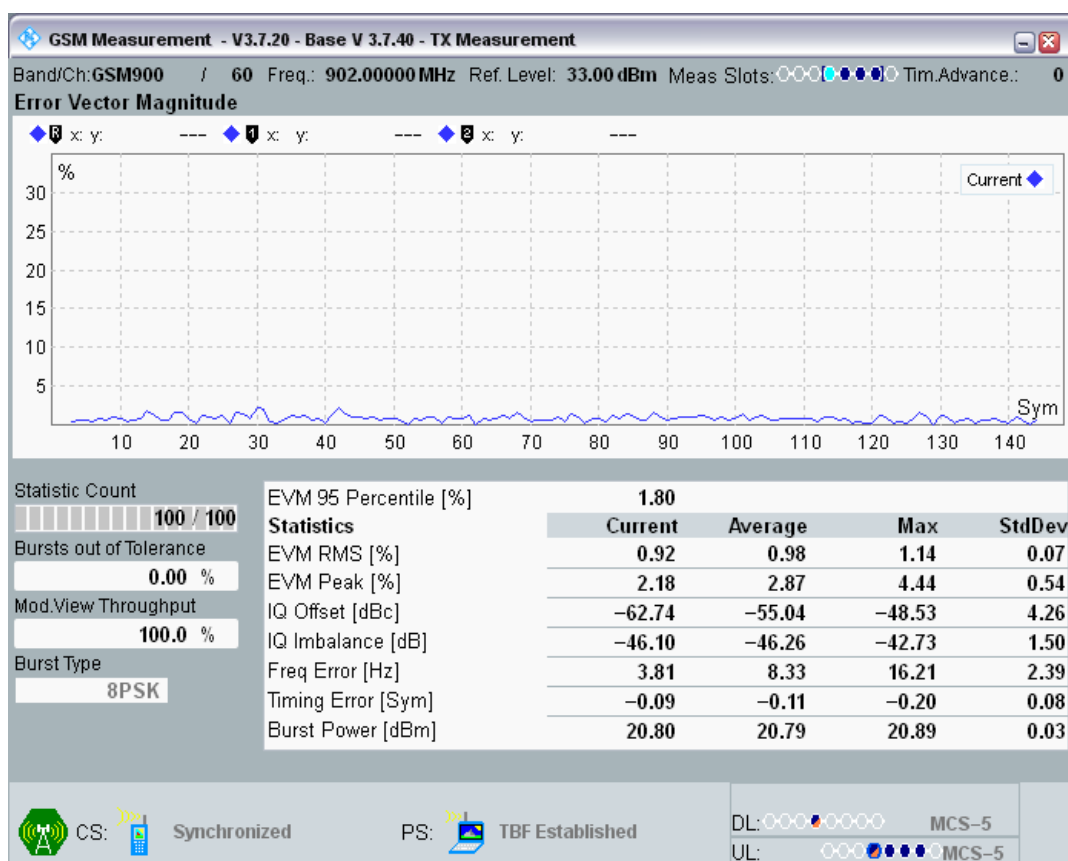 GSM Measurement - V3.7.20 - Base V 3.7.40 - TX Measurement
Band/Ch:GSM900 / 60 Freq.: 902.00000 MHz Ref. Level: 33.00 dBm Meas Slots: Tim.Advance.: 0
Error Vector Magnitude
R x: y: --- 1 x: y: --- 2 x: y: ---
%
Current
30
25
20
15
10
5
Sym
10 20 30 40 50 60 70 80 90 100 110 120 130 140
Statistic Count
100 / 100
Bursts out of Tolerance
0.00 %
Mod.View Throughput
100.0 %
Burst Type
8PSK
EVM 95 Percentile [%] 1.80
Statistics Current Average Max StdDev
EVM RMS [%] 0.92 0.98 1.14 0.07
EVM Peak [%] 2.18 2.87 4.44 0.54
IQ Offset [dBc] −62.74 −55.04 −48.53 4.26
IQ Imbalance [dB] −46.10 −46.26 −42.73 1.50
Freq Error [Hz] 3.81 8.33 16.21 2.39
Timing Error [Sym] −0.09 −0.11 −0.20 0.08
Burst Power [dBm] 20.80 20.79 20.89 0.03
CS: Synchronized PS: TBF Established
DL: MCS−5
UL: MCS−5